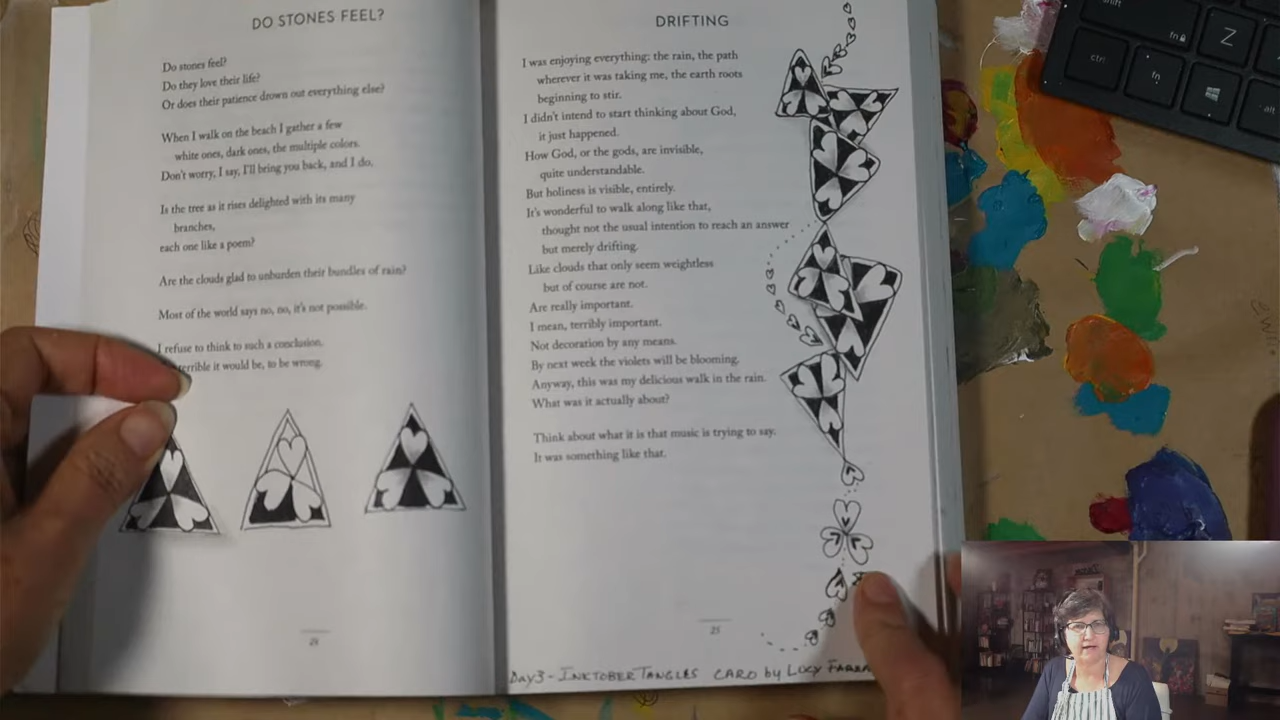 DO STONES FEEL?
Do stones feel?
Do they love their life?
Or does their patience drown out everything else?
When I walk on the beach I gather a few
white ones, dark ones, the multiple colors.
Don't worry, I say, I'll bring you back, and I do.
Is the tree as it rises delighted with its many
branches,
each one like a poem?
Are the clouds glad to unburden their bundles of rain?
Most of the world says no, no, it's not possible.
I refuse to think to such a conclusion.
terrible it would be, to be wrong.
24
DRIFTING
I was enjoying everything: the rain, the path
wherever it was taking me, the earth roots
beginning to stir.
I didn't intend to start thinking about God,
it just happened.
How God, or the gods, are invisible,
quite understandable.
But holiness is visible, entirely.
It's wonderful to walk along like that,
thought not the usual intention to reach an answer
but merely drifting.
Like clouds that only seem weightless
but of course are not.
Are really important.
I mean, terribly important.
Not decoration by any means.
By next week the violets will be blooming.
Anyway, this was my delicious walk in the rain.
What was it actually about?
Think about what it is that music is trying to say.
It was something like that.
25
Day 3 - INKTOBER TANGLES CARO by LUCY
shift
fn
Z
ctrl
fn
alt